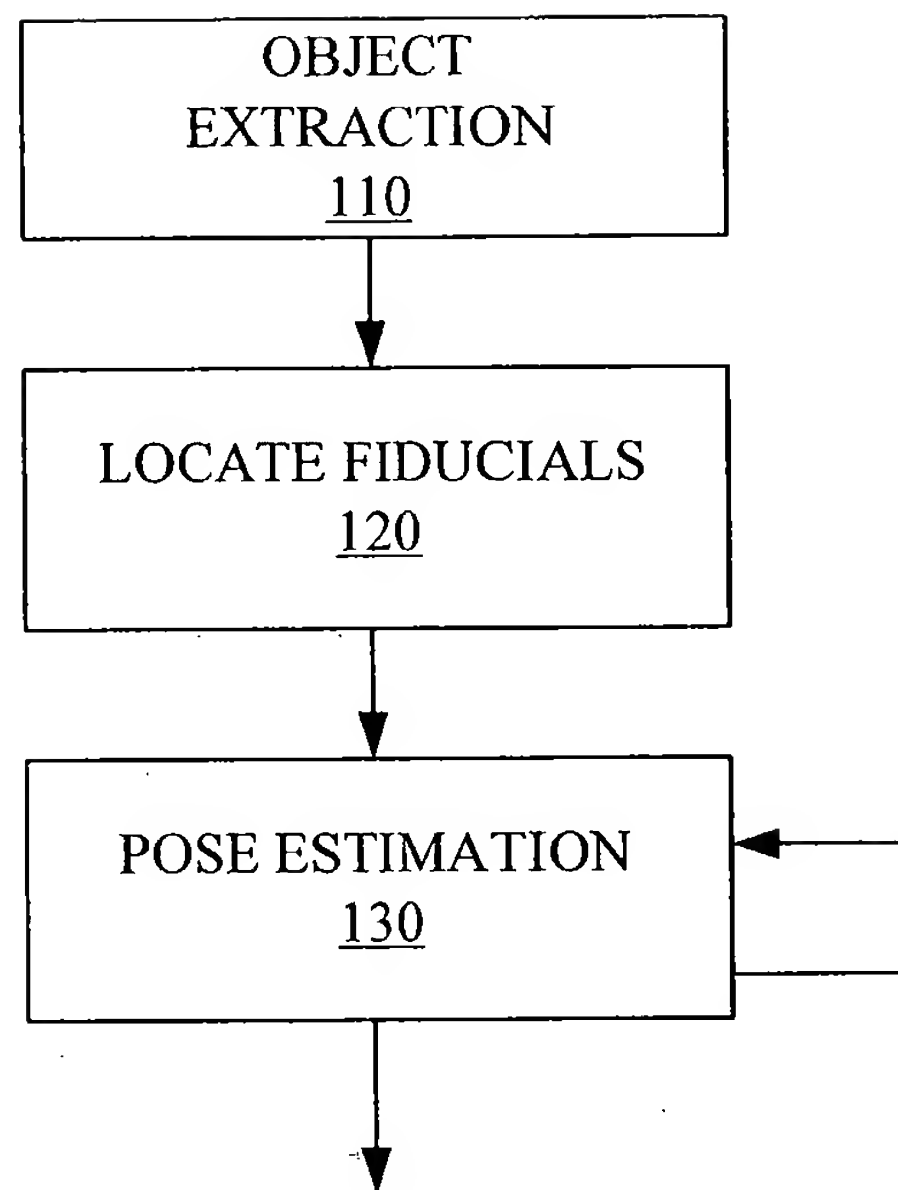 OBJECT
EXTRACTION
110
LOCATE FIDUCIALS
120
POSE ESTIMATION
130